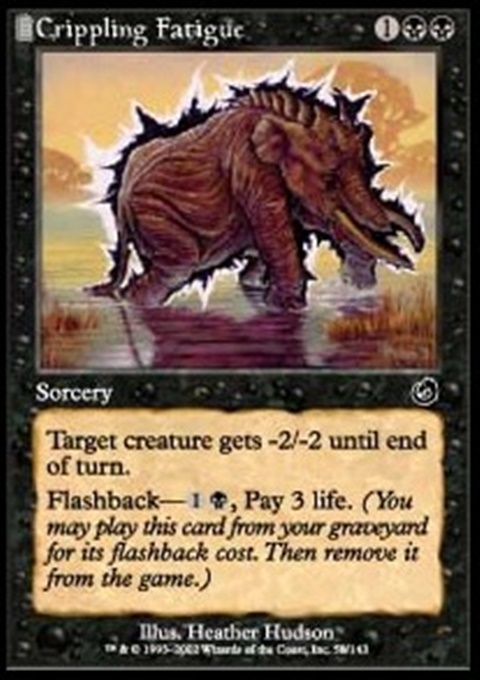 Crippling Fatigue 1
Sorcery
Target creature gets -2/-2 until end
of turn.
Flashback—1, Pay 3 life. (You
may play this card from your graveyard
for its flashback cost. Then remove it
from the game.)
Illus. Heather Hudson
™ & © 1993-2002 Wizards of the Coast, Inc. 58/143